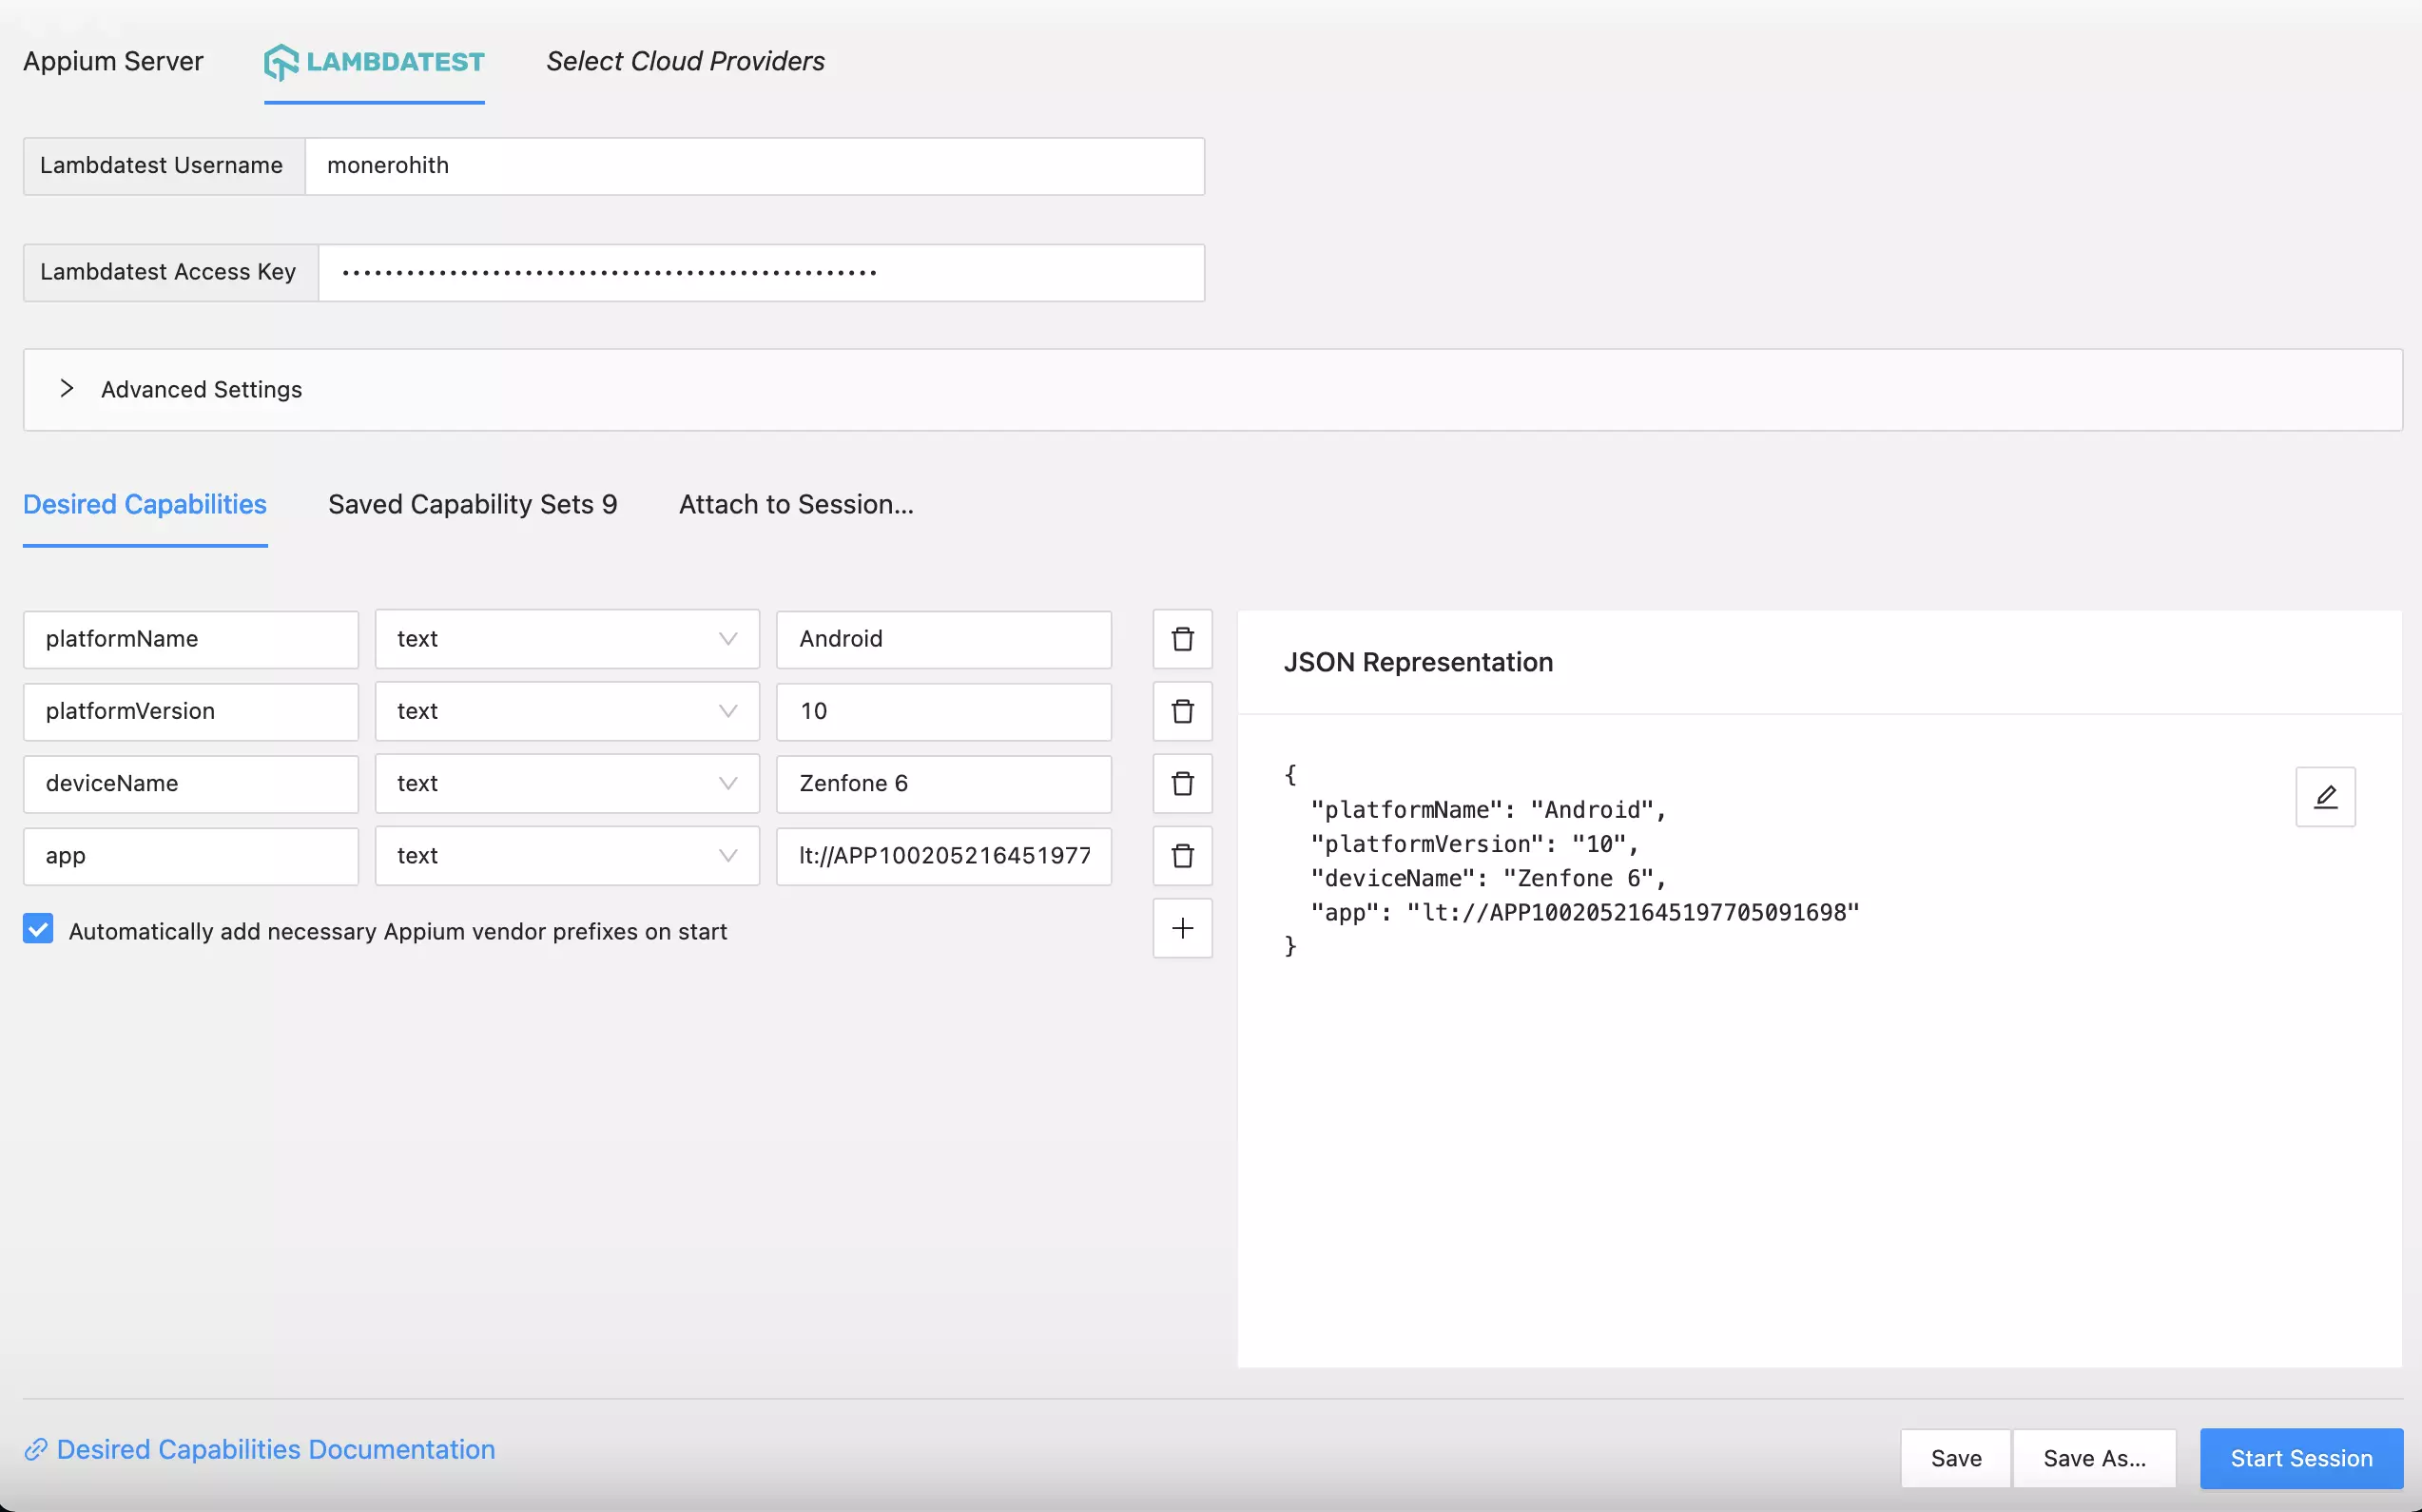 Appium Server LAMBDATEST Select Cloud Providers
Lambdatest Username monerohith
Lambdatest Access Key ••••••••••••••••••••••••••••••••••••••••••••••••••
Advanced Settings
Desired Capabilities Saved Capability Sets 9 Attach to Session...
platformName text Android
platformVersion text 10
deviceName text Zenfone 6
app text lt://APP100205216451977
Automatically add necessary Appium vendor prefixes on start
JSON Representation
{
"platformName": "Android",
"platformVersion": "10",
"deviceName": "Zenfone 6",
"app": "lt://APP10020521645197705091698"
}
Desired Capabilities Documentation
Save Save As... Start Session